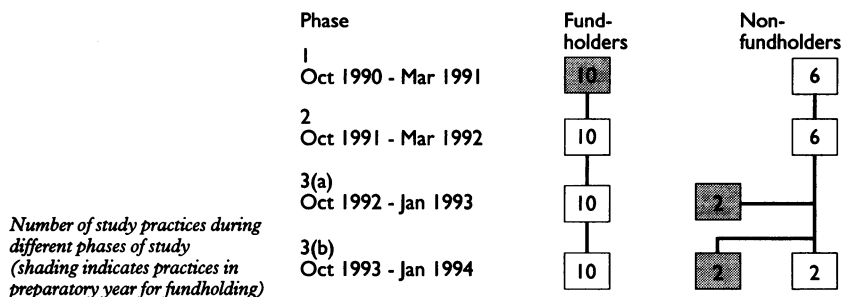 Phase
Fund-
holders
Non-
fundholders
1
Oct 1990 - Mar 1991
10
6
2
Oct 1991 - Mar 1992
10
6
3(a)
Oct 1992 - Jan 1993
10
2
3(b)
Oct 1993 - Jan 1994
10
2
2
Number of study practices during
different phases of study
(shading indicates practices in
preparatory year for fundholding)